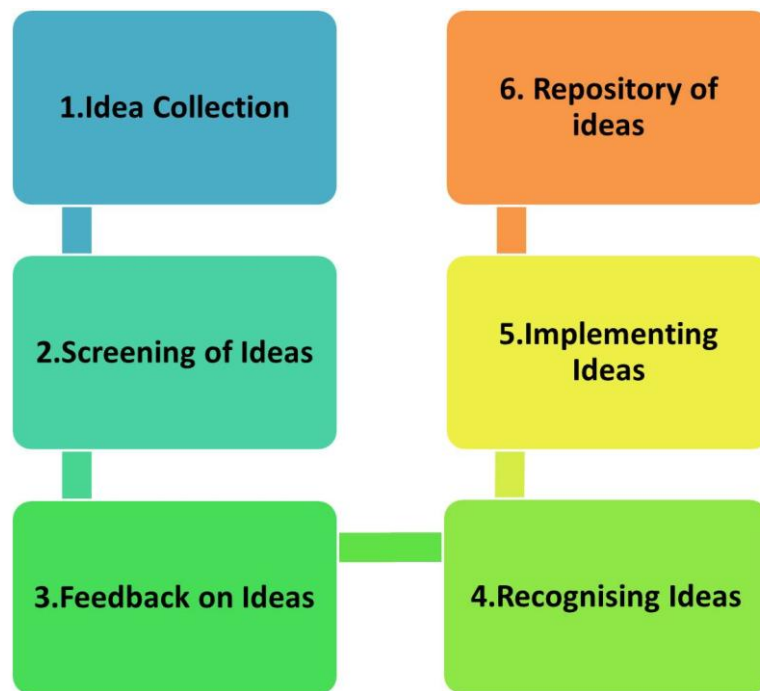 1.Idea Collection
2.Screening of Ideas
3.Feedback on Ideas
4.Recognising Ideas
5.Implementing
Ideas
6. Repository of
ideas